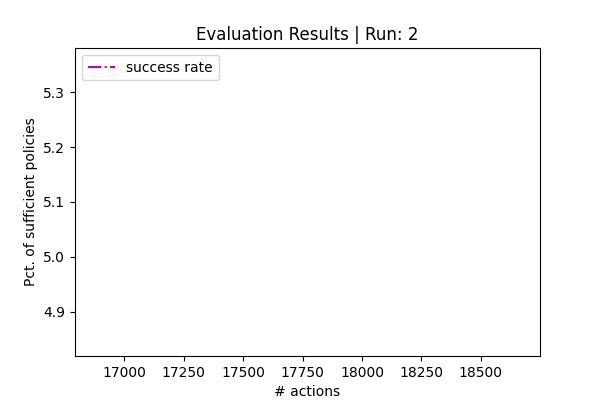 Evaluation Results | Run: 2
success rate
Pct. of sufficient policies
5.3
5.2
5.1
5.0
4.9
17000 17250 17500 17750 18000 18250 18500
# actions